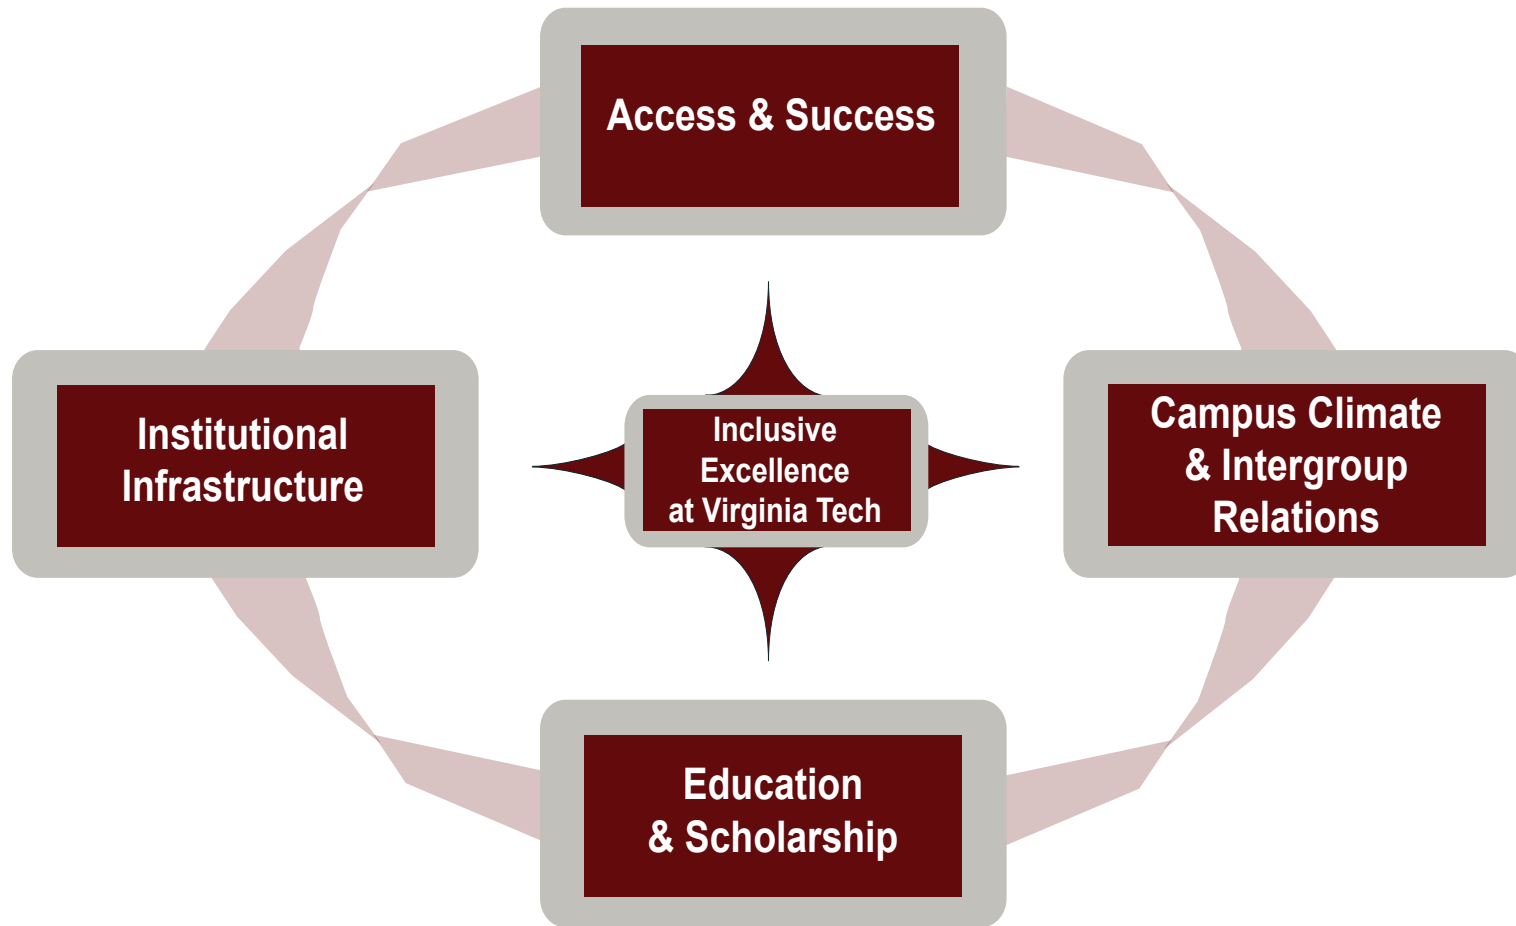 Access & Success
Institutional
Infrastructure
Inclusive
Excellence
at Virginia Tech
Campus Climate
& Intergroup
Relations
Education
& Scholarship